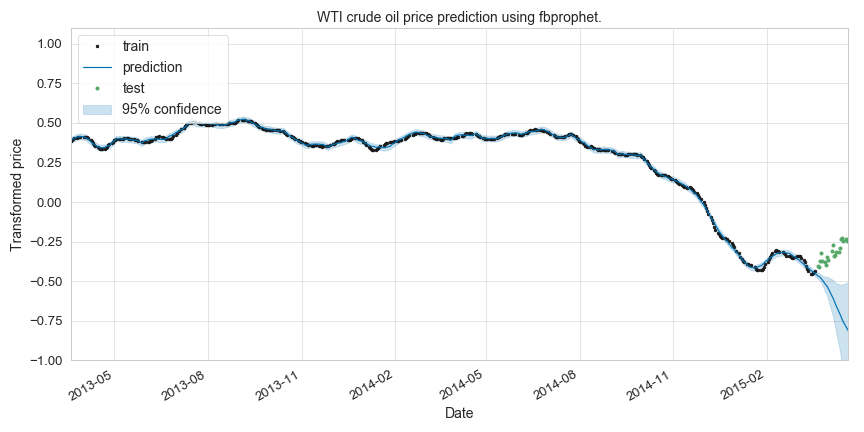 WTI crude oil price prediction using fbprophet.
train
prediction
test
95% confidence
Transformed price
1.00
0.75
0.50
0.25
0.00
−0.25
−0.50
−0.75
−1.00
2013-05
2013-08
2013-11
2014-02
2014-05
2014-08
2014-11
2015-02
Date